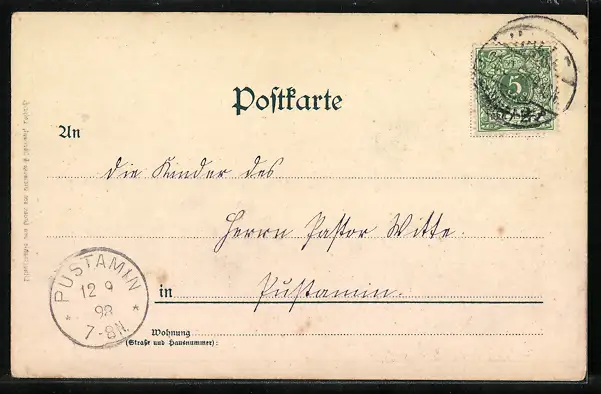 Postkarte
An
die Kinder des
Herrn Pastor Witte.
in Pustamin.
Wohnung
(Straße und Hausnummer):
PUSTAMIN
12 9
98
7-8N.
5